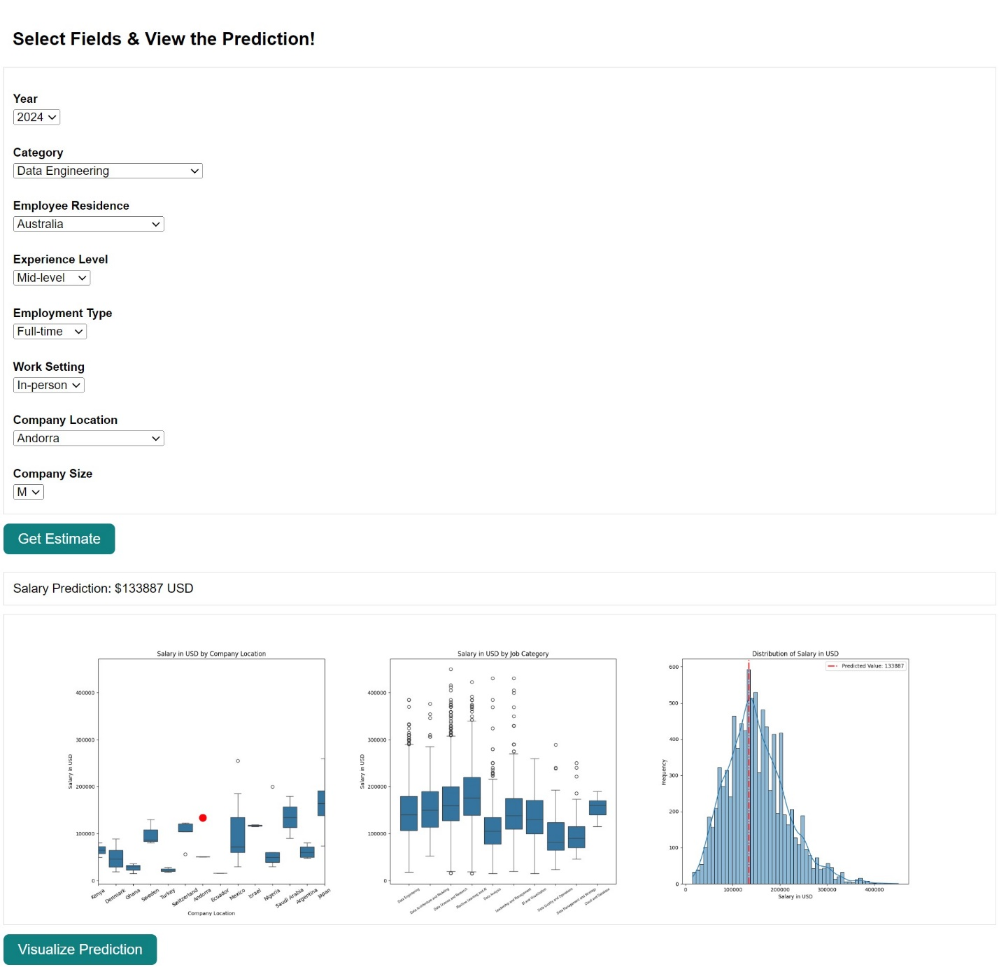 Select Fields & View the Prediction!
Year
2024
Category
Data Engineering
Employee Residence
Australia
Experience Level
Mid-level
Employment Type
Full-time
Work Setting
In-person
Company Location
Andorra
Company Size
M
Get Estimate
Salary Prediction: $133887 USD
Salary in USD by Company Location
400000
300000
200000
100000
0
Salary in USD
Kenya
Denmark
Ghana
Sweden
Turkey
Switzerland
Andorra
Ecuador
Mexico
Israel
Nigeria
Saudi Arabia
Argentina
Japan
Company Location
Salary in USD by Job Category
400000
300000
200000
100000
0
Salary in USD
Data Engineering
Data Architecture and Modeling
Data Science and Research
Machine Learning and AI
Data Analysis
Leadership and Management
BI and Visualization
Data Quality and Operations
Data Management and Strategy
Cloud and Database
Distribution of Salary in USD
Predicted Value: 133887
600
500
400
300
200
100
0
Frequency
0
100000
200000
300000
400000
Salary in USD
Visualize Prediction